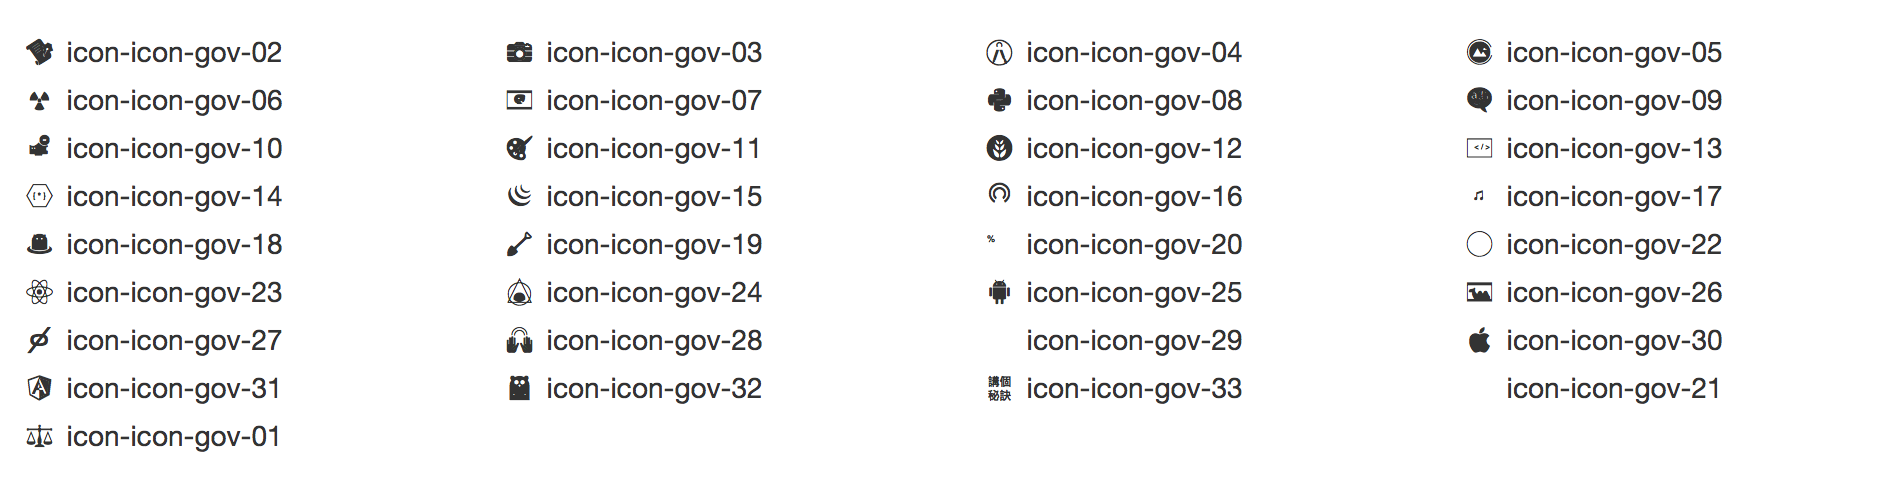 icon-icon-gov-02 icon-icon-gov-03 icon-icon-gov-04 icon-icon-gov-05
icon-icon-gov-06 icon-icon-gov-07 icon-icon-gov-08 icon-icon-gov-09
icon-icon-gov-10 icon-icon-gov-11 icon-icon-gov-12 </> icon-icon-gov-13
{*} icon-icon-gov-14 icon-icon-gov-15 icon-icon-gov-16 icon-icon-gov-17
icon-icon-gov-18 icon-icon-gov-19 % icon-icon-gov-20 icon-icon-gov-22
icon-icon-gov-23 icon-icon-gov-24 icon-icon-gov-25 icon-icon-gov-26
icon-icon-gov-27 icon-icon-gov-28 icon-icon-gov-29 icon-icon-gov-30
icon-icon-gov-31 icon-icon-gov-32 講個秘訣 icon-icon-gov-33 icon-icon-gov-21
icon-icon-gov-01